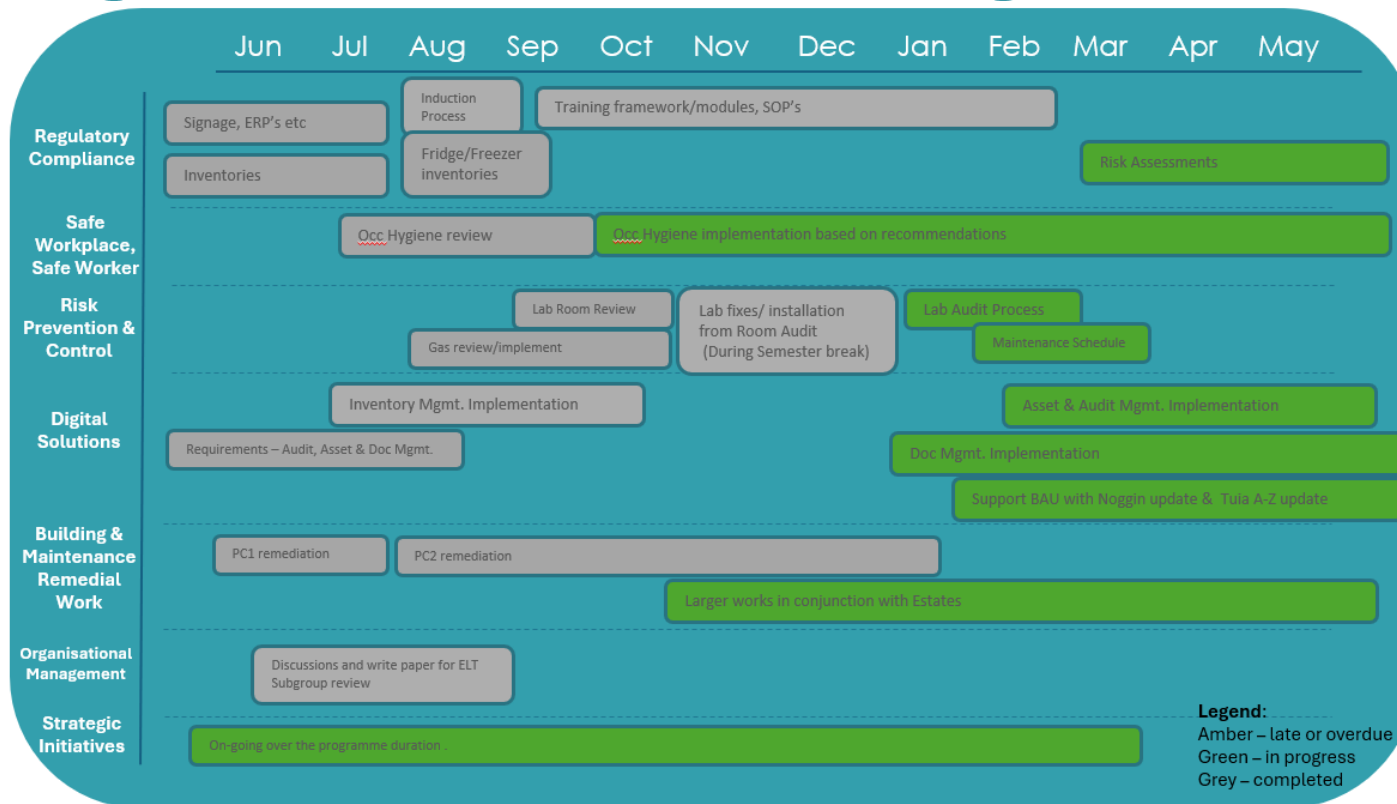 Jun Jul Aug Sep Oct Nov Dec Jan Feb Mar Apr May
Regulatory
Compliance
Signage, ERP's etc
Inventories
Induction
Process
Fridge/Freezer
inventories
Training framework/modules, SOP's
Risk Assessments
Safe
Workplace,
Safe Worker
Occ Hygiene review
Occ Hygiene implementation based on recommendations
Risk
Prevention &
Control
Lab Room Review
Gas review/implement
Lab fixes/ installation
from Room Audit
(During Semester break)
Lab Audit Process
Maintenance Schedule
Digital
Solutions
Inventory Mgmt. Implementation
Requirements – Audit, Asset & Doc Mgmt.
Asset & Audit Mgmt. Implementation
Doc Mgmt. Implementation
Support BAU with Noggin update & Tuia A-Z update
Building &
Maintenance
Remedial
Work
PC1 remediation
PC2 remediation
Larger works in conjunction with Estates
Organisational
Management
Discussions and write paper for ELT
Subgroup review
Strategic
Initiatives
On-going over the programme duration .
Legend:
Amber – late or overdue
Green – in progress
Grey – completed